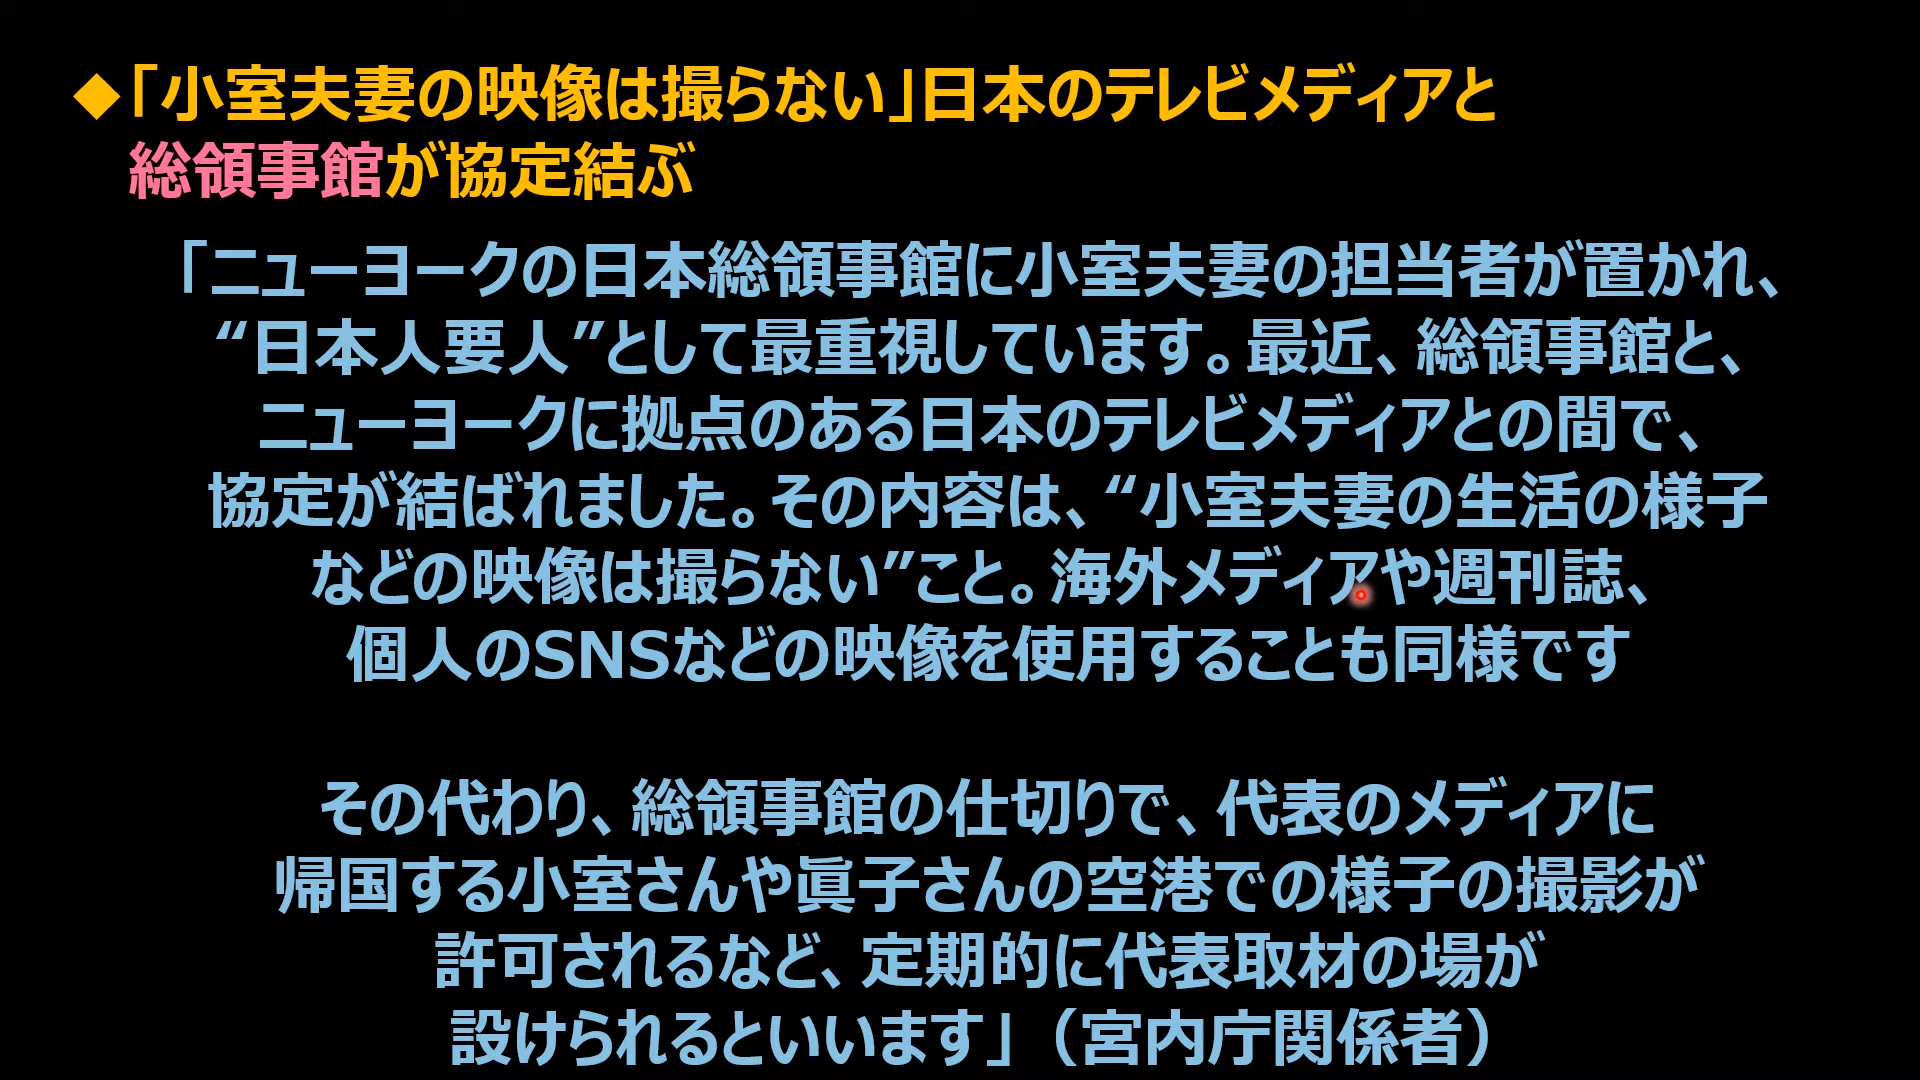 ◆「小室夫妻の映像は撮らない」日本のテレビメディアと
総領事館が協定結ぶ
「ニューヨークの日本総領事館に小室夫妻の担当者が置かれ、
“日本人要人”として最重視しています。最近、総領事館と、
ニューヨークに拠点のある日本のテレビメディアとの間で、
協定が結ばれました。その内容は、“小室夫妻の生活の様子
などの映像は撮らない”こと。海外メディアや週刊誌、
個人のSNSなどの映像を使用することも同様です
その代わり、総領事館の仕切りで、代表のメディアに
帰国する小室さんや眞子さんの空港での様子の撮影が
許可されるなど、定期的に代表取材の場が
設けられるといいます」（宮内庁関係者）